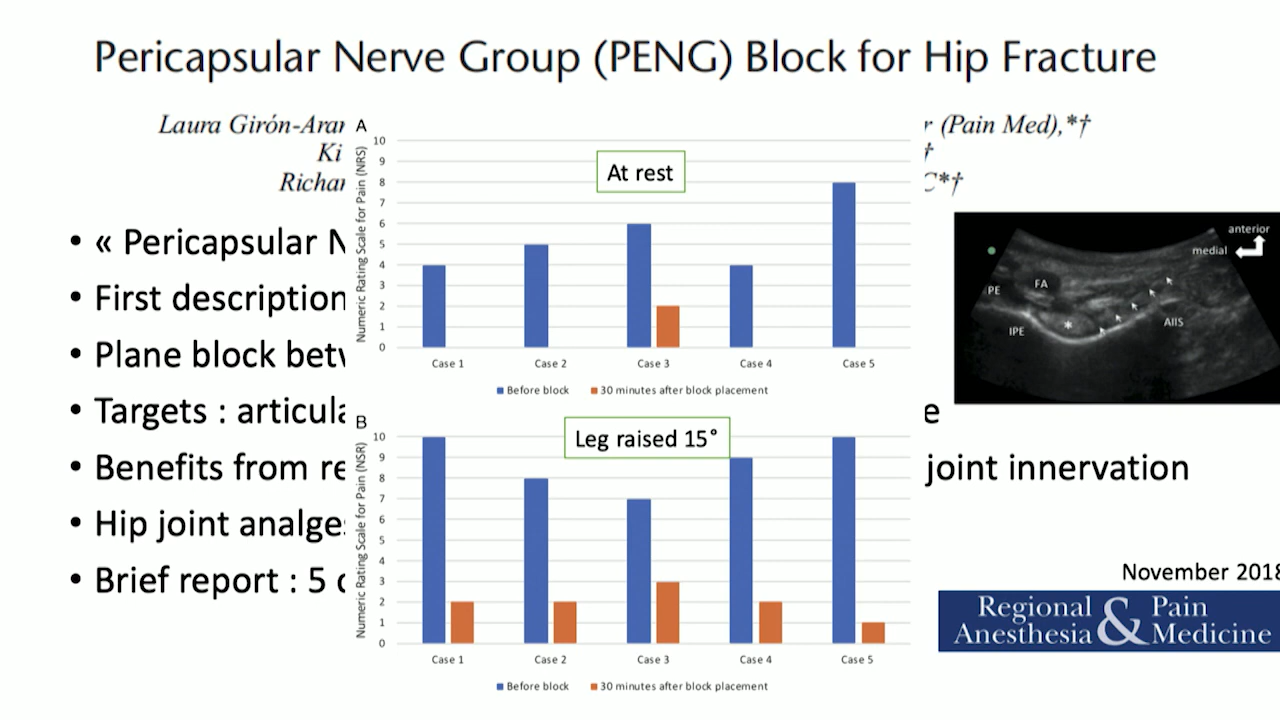 Pericapsular Nerve Group (PENG) Block for Hip Fracture
Laura Girón-Arar
r (Pain Med),*†
Ki
†
Richar
C*†
• « Pericapsular N
• First description
• Plane block betw
• Targets : articula
e
• Benefits from re
joint innervation
• Hip joint analges
• Brief report : 5 c
A
At rest
Numeric Rating Scale for Pain (NRS)
10
9
8
7
6
5
4
3
2
1
0
Case 1 Case 2 Case 3 Case 4 Case 5
Before block 30 minutes after block placement
B
Leg raised 15°
Numeric Rating Scale for Pain (NSR)
10
9
8
7
6
5
4
3
2
1
0
Case 1 Case 2 Case 3 Case 4 Case 5
Before block 30 minutes after block placement
anterior
medial
FA
PE
*
IPE
AIIS
November 2018
Regional & Pain
Anesthesia Medicine